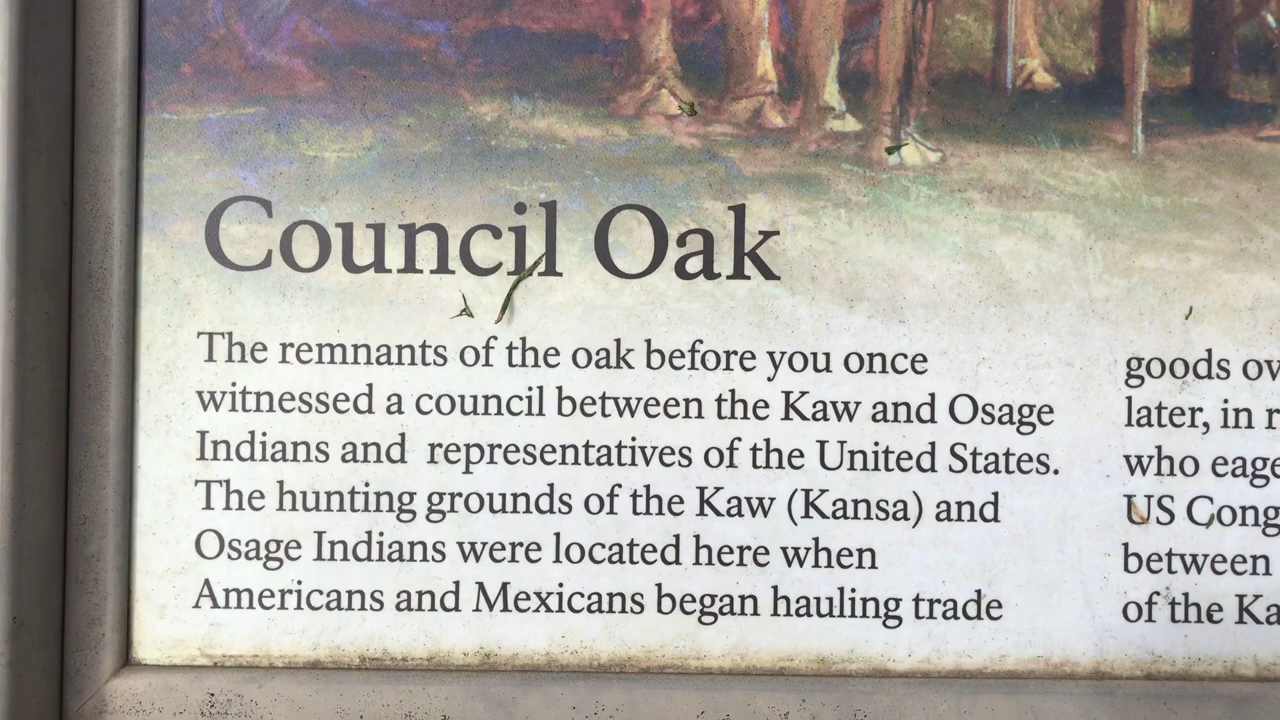 Council Oak
The remnants of the oak before you once
witnessed a council between the Kaw and Osage
Indians and representatives of the United States.
The hunting grounds of the Kaw (Kansa) and
Osage Indians were located here when
Americans and Mexicans began hauling trade
goods
later, in
who
US
between
of the